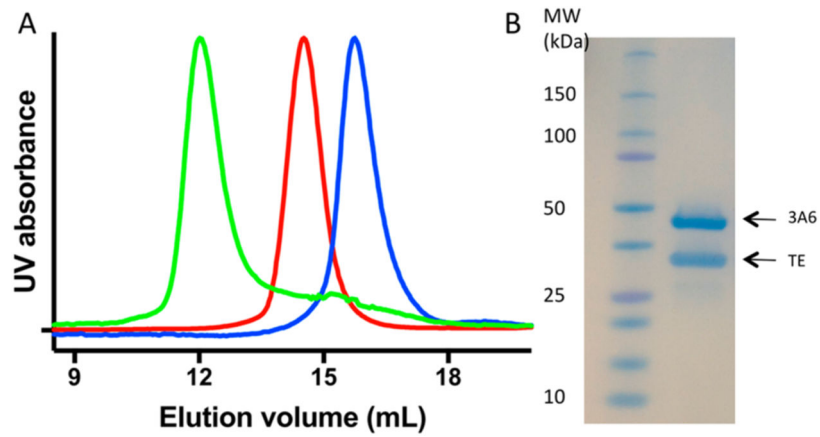 A
UV absorbance
9 12 15 18
Elution volume (mL)
B
MW
(kDa)
150
100
50
25
10
3A6
TE